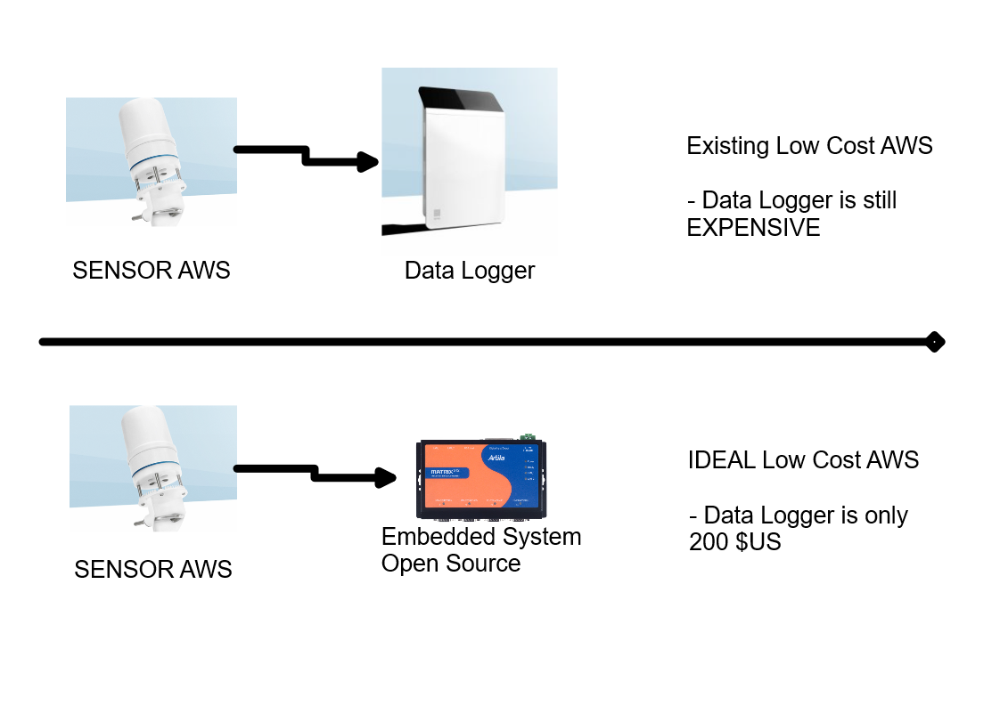 Existing Low Cost AWS
- Data Logger is still
EXPENSIVE
SENSOR AWS
Data Logger
Artila
MATRIX
IDEAL Low Cost AWS
- Data Logger is only
200 $US
Embedded System
Open Source
SENSOR AWS